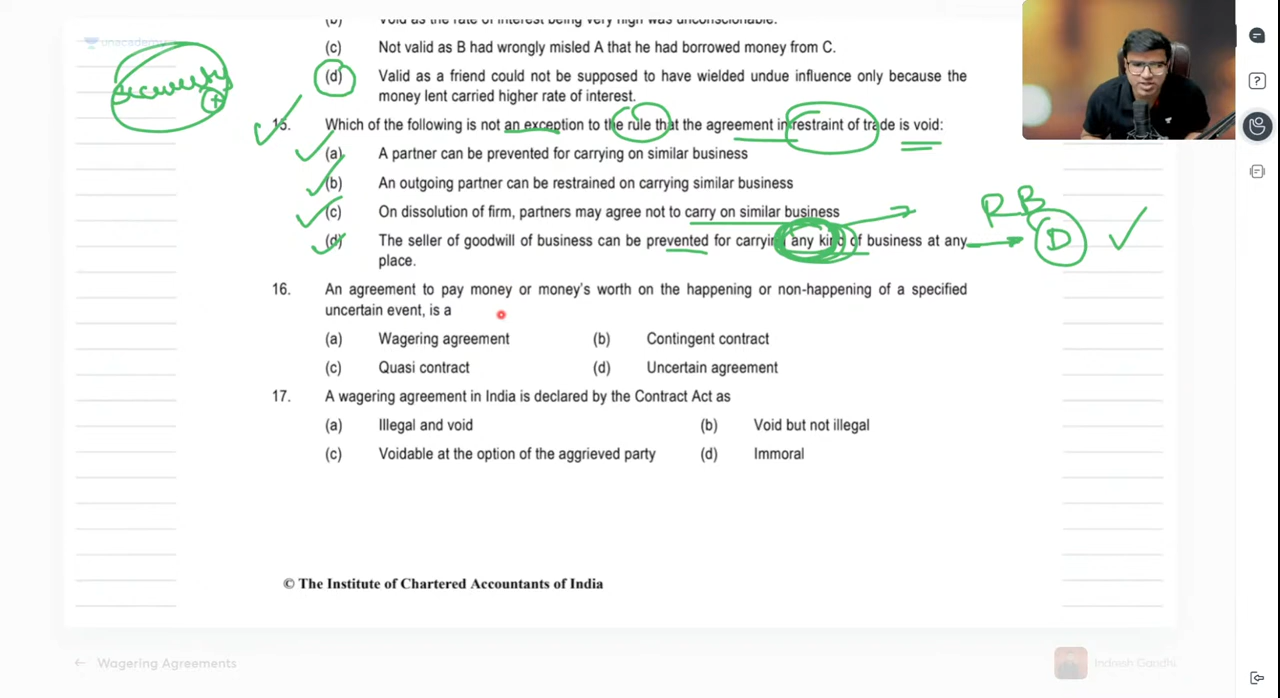 unacademy
(b) Void as the rate of interest being very high was unconscionable.
(c) Not valid as B had wrongly misled A that he had borrowed money from C.
(d) Valid as a friend could not be supposed to have wielded undue influence only because the
money lent carried higher rate of interest.
15. Which of the following is not an exception to the rule that the agreement in restraint of trade is void:
(a) A partner can be prevented for carrying on similar business
(b) An outgoing partner can be restrained on carrying similar business
(c) On dissolution of firm, partners may agree not to carry on similar business
RB
(d) The seller of goodwill of business can be prevented for carrying any kind of business at any
D
place.
16. An agreement to pay money or money's worth on the happening or non-happening of a specified
uncertain event, is a
(a) Wagering agreement (b) Contingent contract
(c) Quasi contract (d) Uncertain agreement
17. A wagering agreement in India is declared by the Contract Act as
(a) Illegal and void (b) Void but not illegal
(c) Voidable at the option of the aggrieved party (d) Immoral
© The Institute of Chartered Accountants of India
Wagering Agreements
Indresh Gandhi